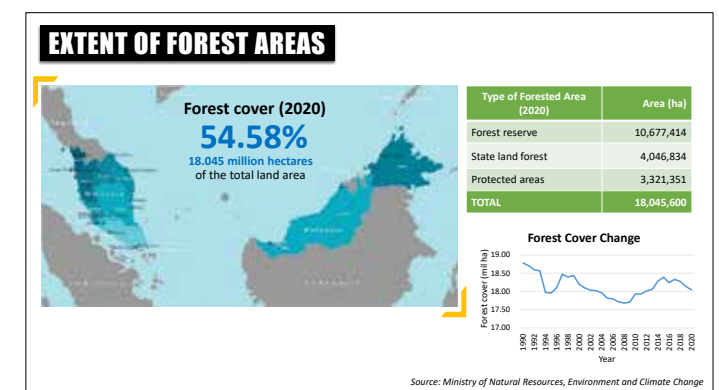 EXTENT OF FOREST AREAS
Forest cover (2020)
54.58%
18.045 million hectares
of the total land area
Type of Forested Area
(2020)
Area (ha)
Forest reserve 10,677,414
State land forest 4,046,834
Protected areas 3,321,351
TOTAL 18,045,600
Forest Cover Change
Forest cover (mil ha)
19.00
18.50
18.00
17.50
17.00
1990
1992
1994
1996
1998
2000
2002
2004
2006
2008
2010
2012
2014
2016
2018
2020
Year
Source: Ministry of Natural Resources, Environment and Climate Change